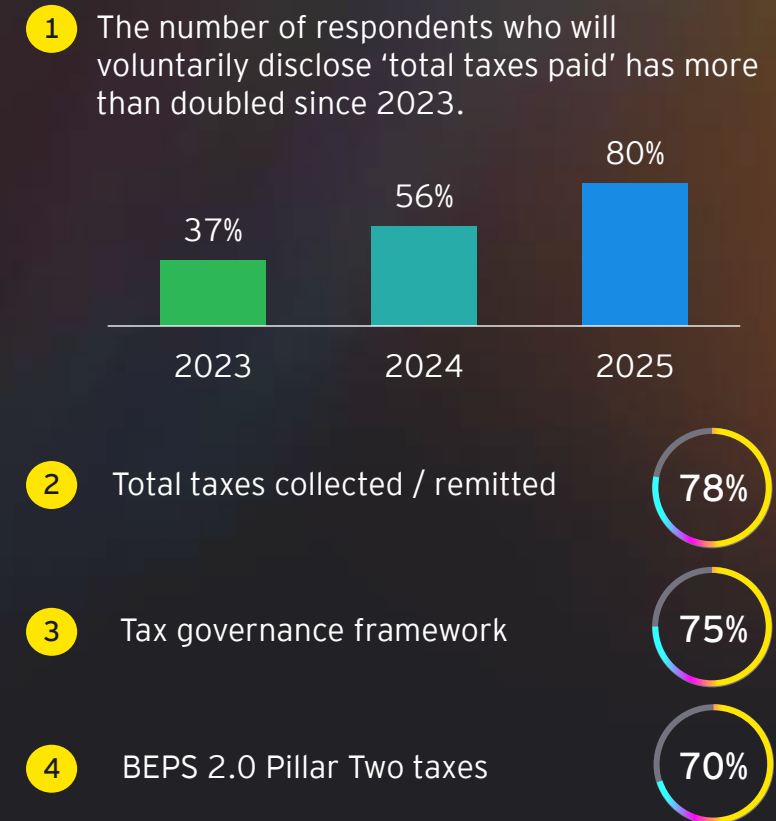 1 The number of respondents who will
voluntarily disclose ‘total taxes paid’ has more
than doubled since 2023.
37% 56% 80%
2023 2024 2025
2 Total taxes collected / remitted 78%
3 Tax governance framework 75%
4 BEPS 2.0 Pillar Two taxes 70%